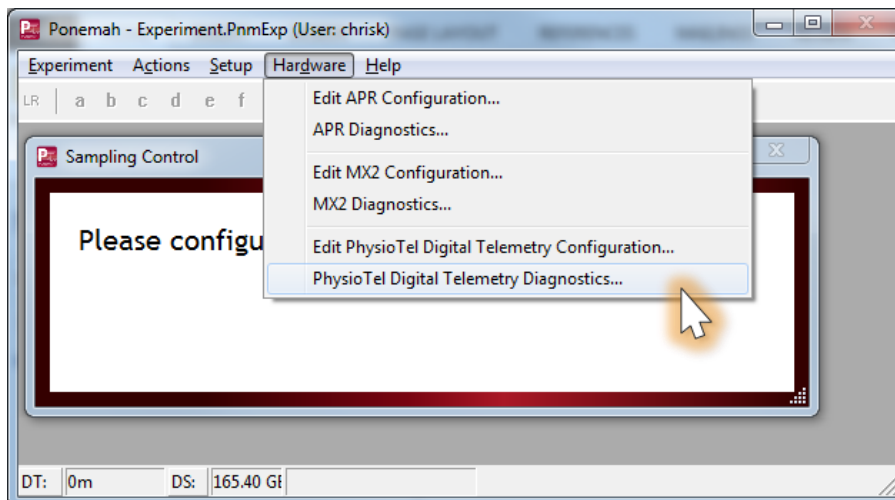 Ponemah - Experiment.PnmExp (User: chrisk)
Experiment Actions Setup Hardware Help
LR a b c d e f
Edit APR Configuration...
APR Diagnostics...
Edit MX2 Configuration...
MX2 Diagnostics...
Edit PhysioTel Digital Telemetry Configuration...
PhysioTel Digital Telemetry Diagnostics...
Sampling Control
Please configu
DT: 0m DS: 165.40 GB